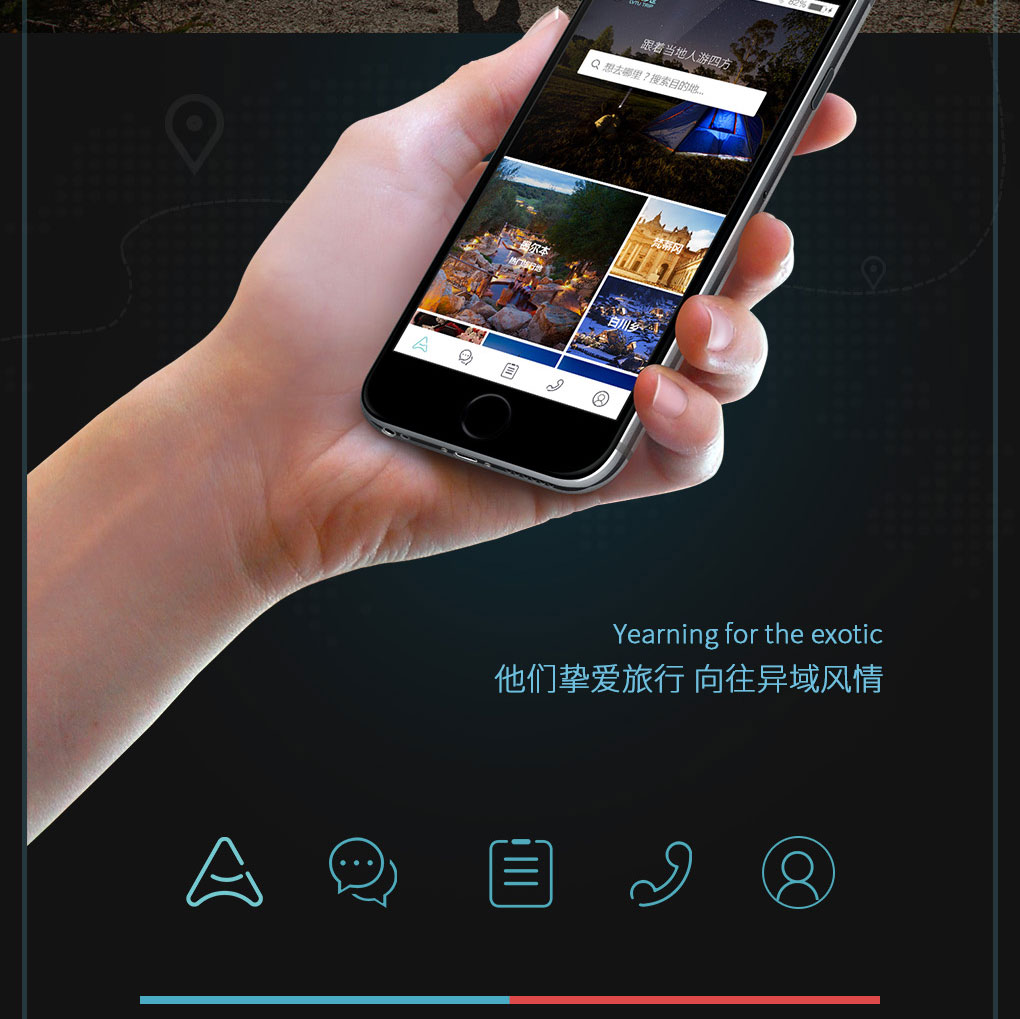 LVTU TRIP
82%
跟着当地人游四方
想去哪里？搜索目的地...
梵蒂冈
墨尔本
热门目的地
白川乡
Yearning for the exotic
他们挚爱旅行 向往异域风情